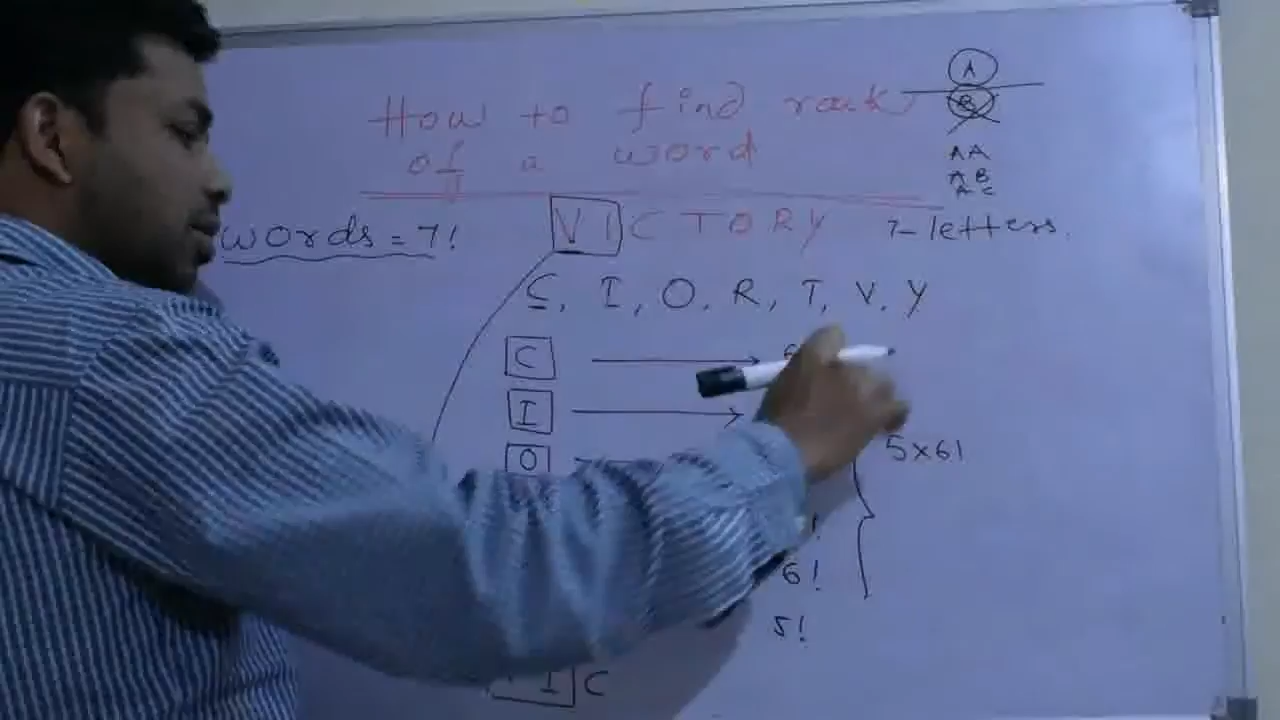 How to find rank
of a word
A
B
AA
AB
AC
words = 7!
VICTORY
7-letters.
C, I, O, R, T, V, Y
C
I
O
5×6!
6!
5!
I C